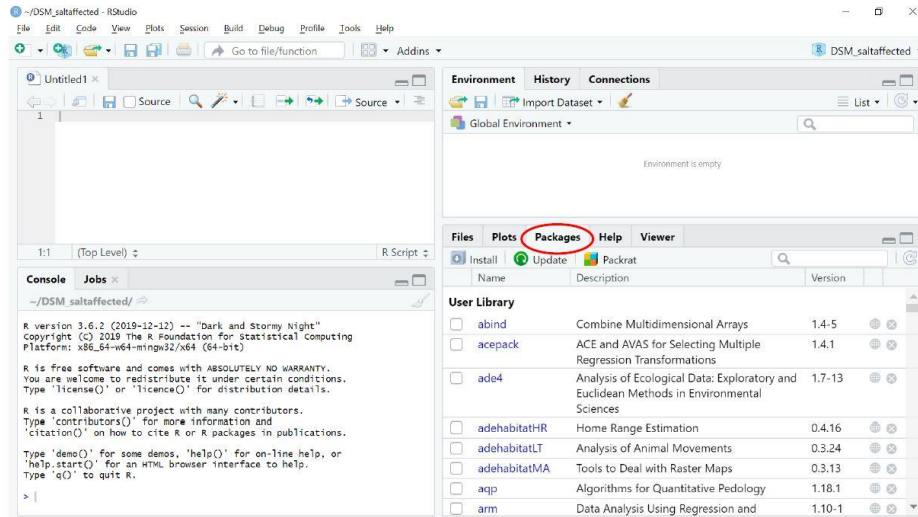 ~/DSM_saltaffected - RStudio
File Edit Code View Plots Session Build Debug Profile Tools Help
Go to file/function Addins DSM_saltaffected
Untitled1
Source Source
1
1:1 (Top Level) R Script
Console Jobs
~/DSM_saltaffected/
R version 3.6.2 (2019-12-12) -- "Dark and Stormy Night"
Copyright (C) 2019 The R Foundation for Statistical Computing
Platform: x86_64-w64-mingw32/x64 (64-bit)
R is free software and comes with ABSOLUTELY NO WARRANTY.
You are welcome to redistribute it under certain conditions.
Type 'license()' or 'licence()' for distribution details.
R is a collaborative project with many contributors.
Type 'contributors()' for more information and
'citation()' on how to cite R or R packages in publications.
Type 'demo()' for some demos, 'help()' for on-line help, or
'help.start()' for an HTML browser interface to help.
Type 'q()' to quit R.
>
Environment History Connections
Import Dataset List
Global Environment
Environment is empty
Files Plots Packages Help Viewer
Install Update Packrat
Name Description Version
User Library
abind Combine Multidimensional Arrays 1.4-5
acepack ACE and AVAS for Selecting Multiple 1.4.1
Regression Transformations
ade4 Analysis of Ecological Data: Exploratory and 1.7-13
Euclidean Methods in Environmental
Sciences
adehabitatHR Home Range Estimation 0.4.16
adehabitatLT Analysis of Animal Movements 0.3.24
adehabitatMA Tools to Deal with Raster Maps 0.3.13
aqp Algorithms for Quantitative Pedology 1.18.1
arm Data Analysis Using Regression and 1.10-1